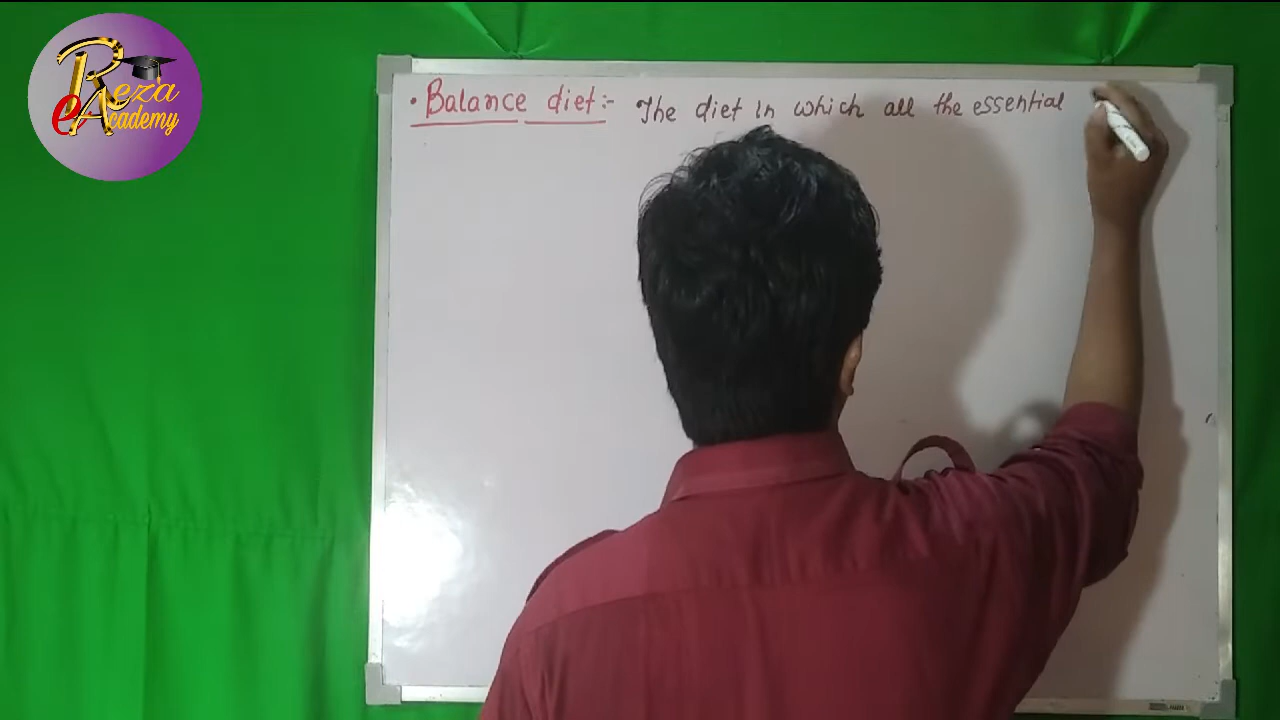 Reza
eAcademy
· Balance diet:- The diet in which all the essential